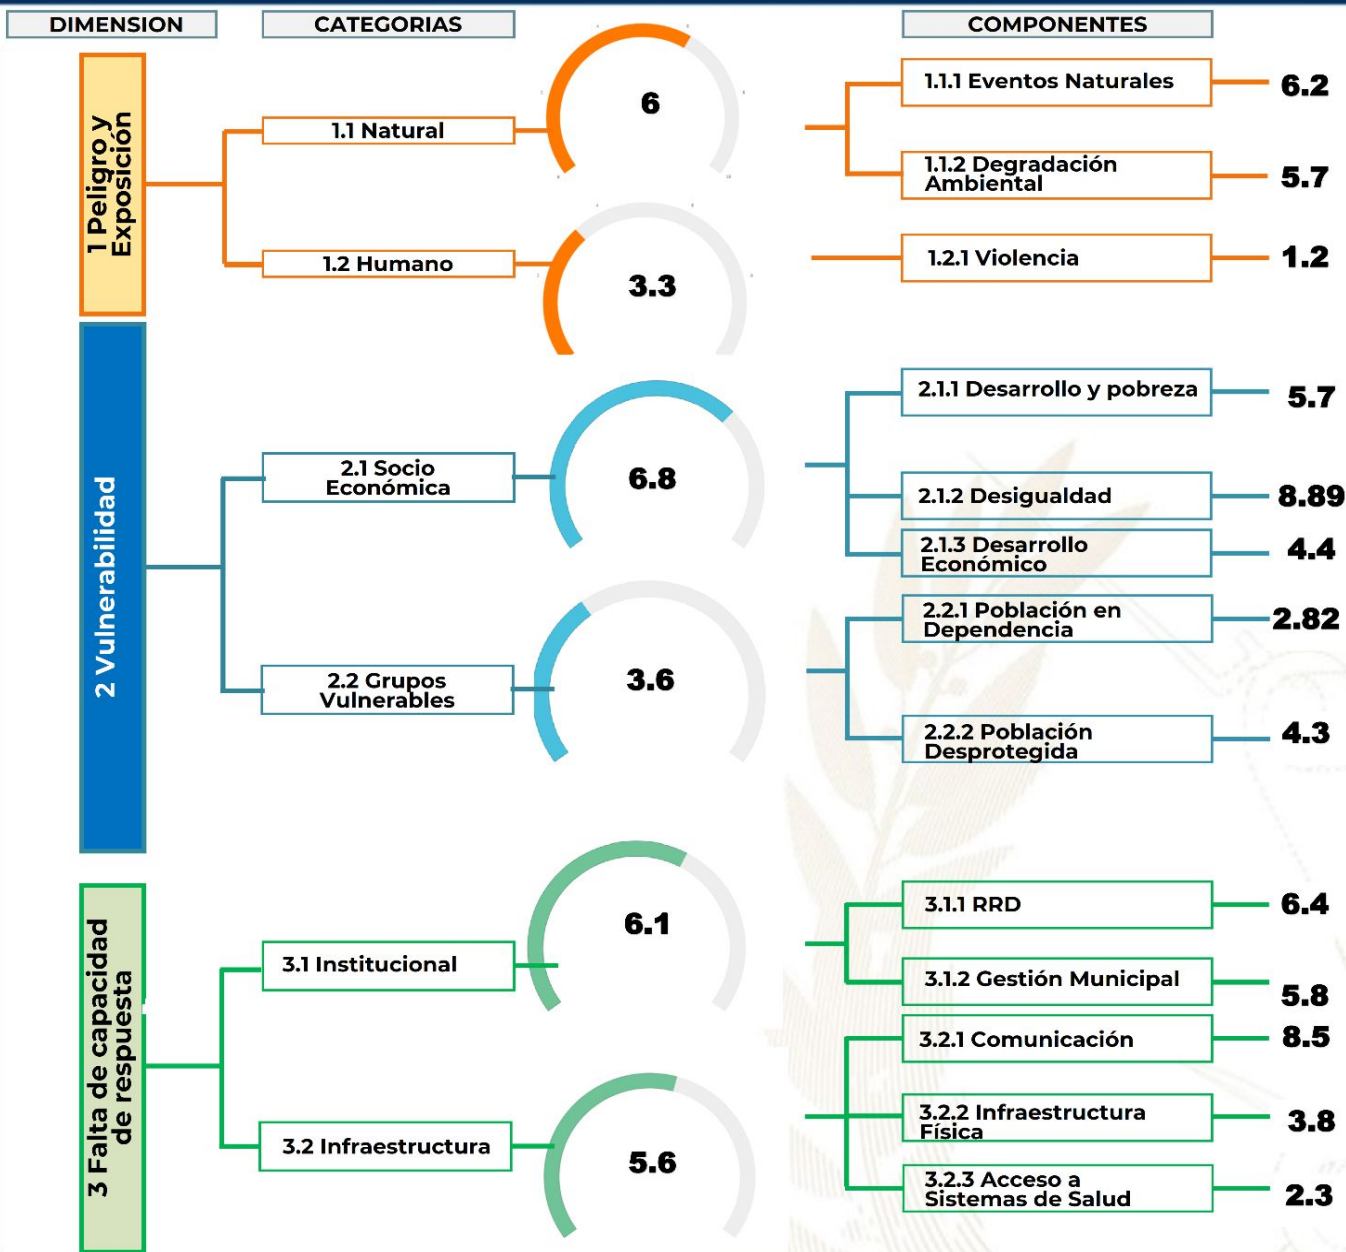 DIMENSION
CATEGORIAS
COMPONENTES
1 Peligro y
Exposición
1.1 Natural
6
1.1.1 Eventos Naturales
6.2
1.1.2 Degradación
Ambiental
5.7
1.2 Humano
3.3
1.2.1 Violencia
1.2
2 Vulnerabilidad
2.1 Socio
Económica
6.8
2.1.1 Desarrollo y pobreza
5.7
2.1.2 Desigualdad
8.89
2.1.3 Desarrollo
Económico
4.4
2.2 Grupos
Vulnerables
3.6
2.2.1 Población en
Dependencia
2.82
2.2.2 Población
Desprotegida
4.3
3 Falta de capacidad
de respuesta
3.1 Institucional
6.1
3.1.1 RRD
6.4
3.1.2 Gestión Municipal
5.8
3.2 Infraestructura
5.6
3.2.1 Comunicación
8.5
3.2.2 Infraestructura
Física
3.8
3.2.3 Acceso a
Sistemas de Salud
2.3